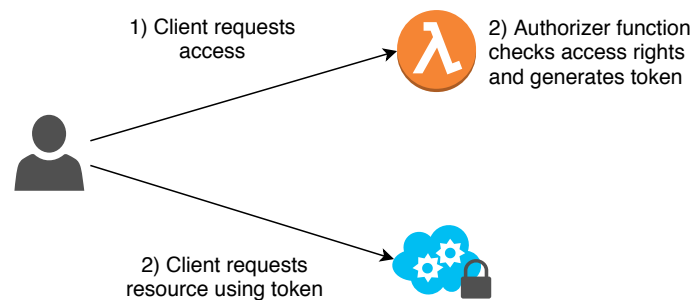 1) Client requests
access
2) Authorizer function
checks access rights
and generates token
2) Client requests
resource using token